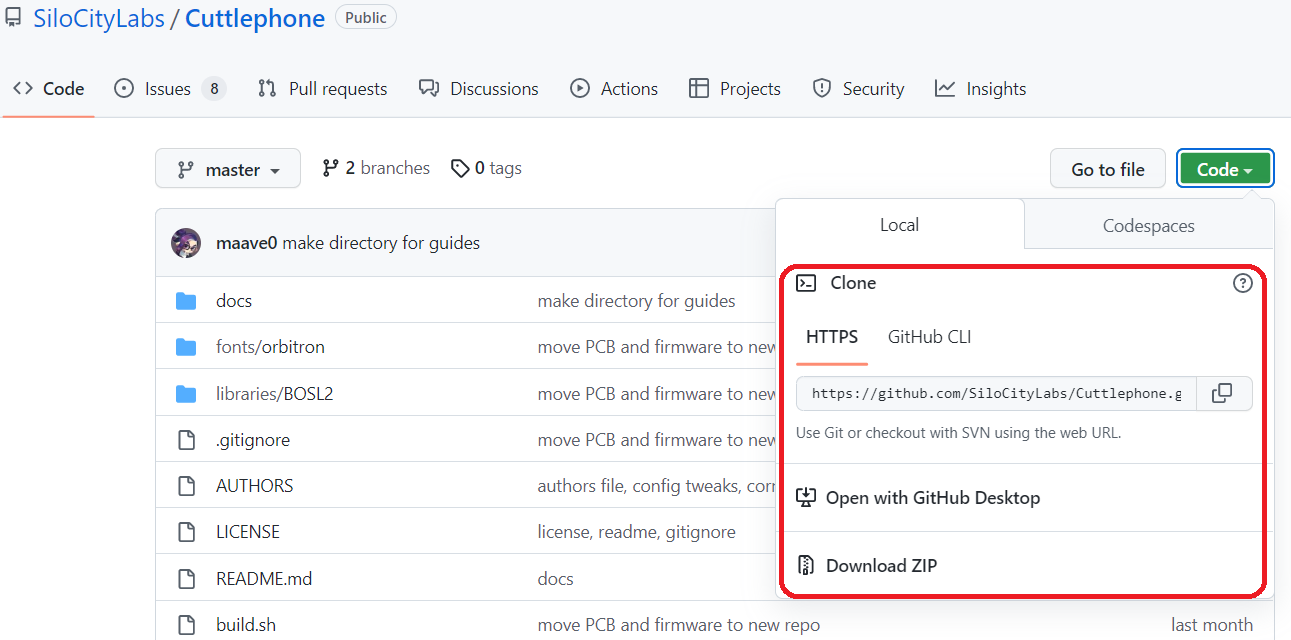 SiloCityLabs / Cuttlephone Public
Code Issues 8 Pull requests Discussions Actions Projects Security Insights
master 2 branches 0 tags Go to file Code
Local Codespaces
maave0 make directory for guides
Clone
docs make directory for guides
HTTPS GitHub CLI
fonts/orbitron move PCB and firmware to new
https://github.com/SiloCityLabs/Cuttlephone.g
libraries/BOSL2 move PCB and firmware to new
Use Git or checkout with SVN using the web URL.
.gitignore move PCB and firmware to new
AUTHORS authors file, config tweaks, corr
Open with GitHub Desktop
LICENSE license, readme, gitignore
Download ZIP
README.md docs
build.sh move PCB and firmware to new repo last month